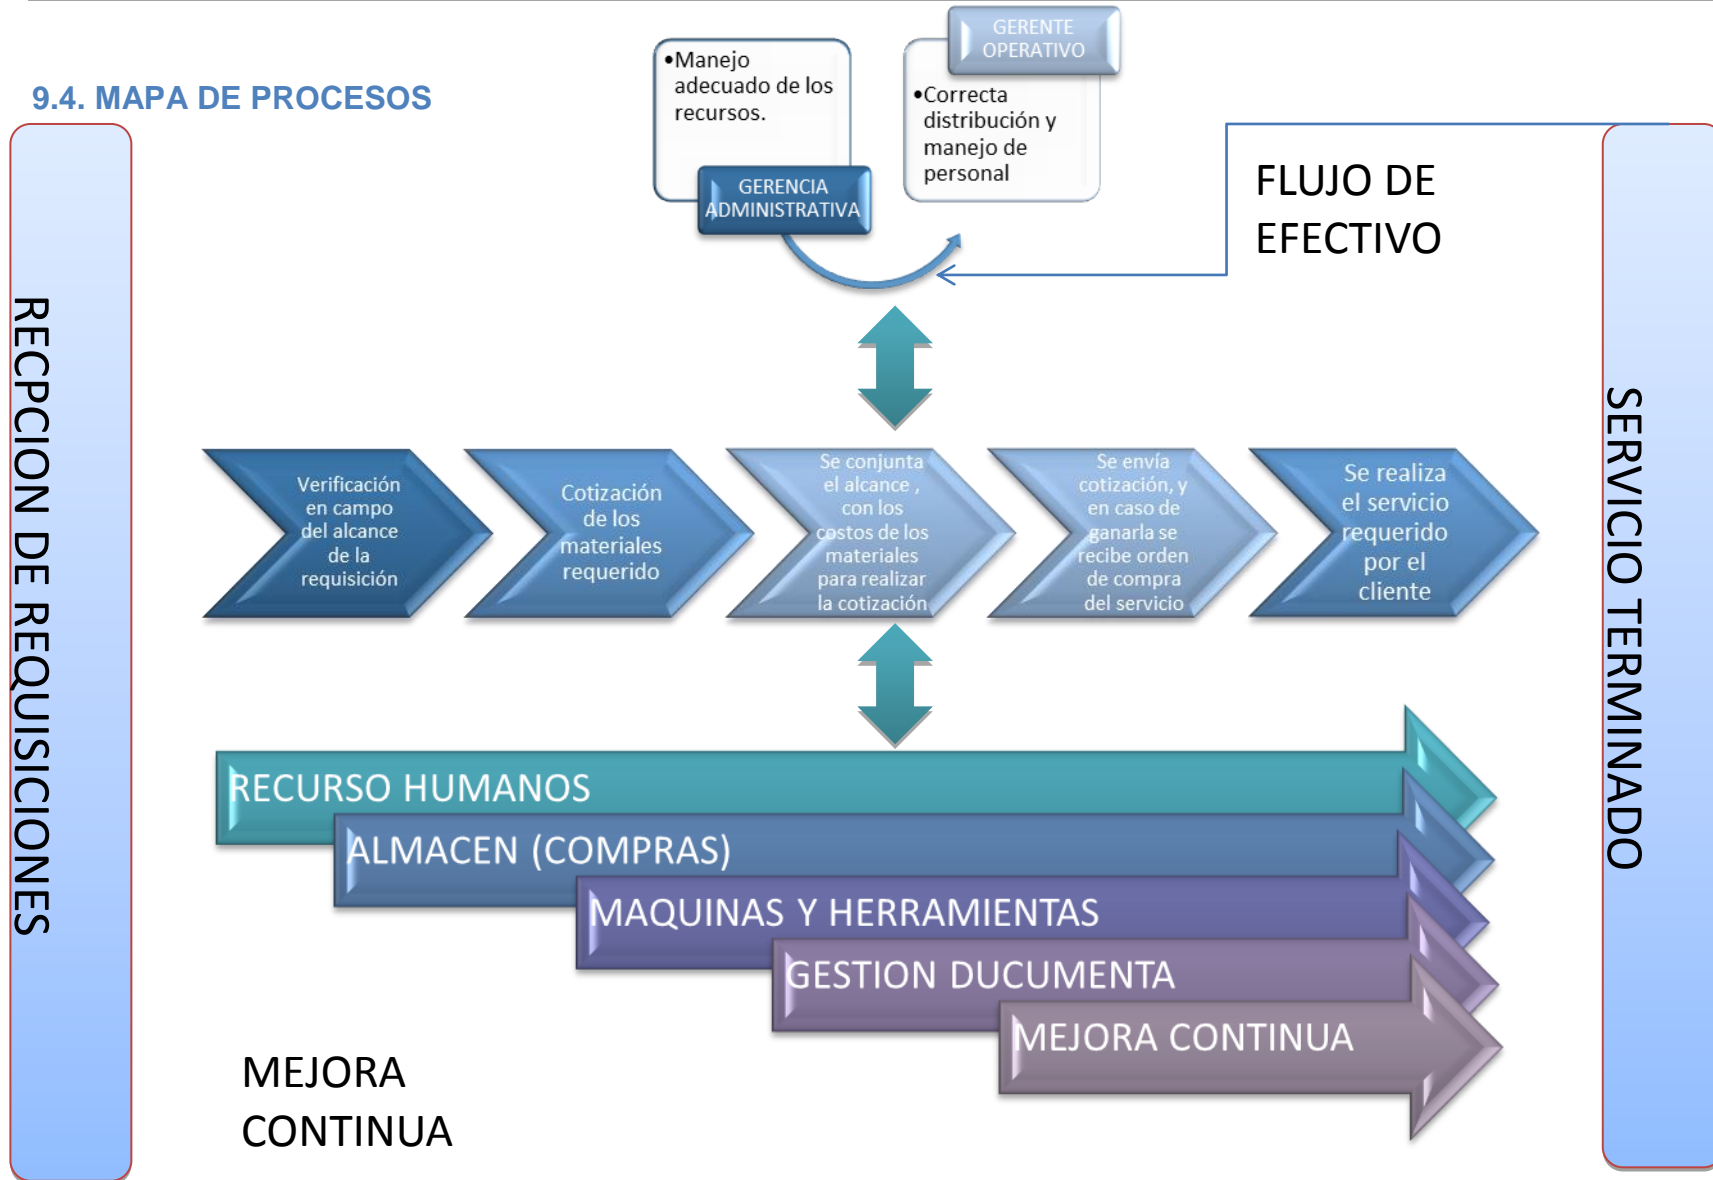 9.4. MAPA DE PROCESOS
•Manejo
adecuado de los
recursos.
GERENCIA
ADMINISTRATIVA
GERENTE
OPERATIVO
•Correcta
distribución y
manejo de
personal
FLUJO DE
EFECTIVO
RECPCION DE REQUISICIONES
Verificación
en campo
del alcance
de la
requisición
Cotización
de los
materiales
requerido
Se conjunta
el alcance ,
con los
costos de los
materiales
para realizar
la cotización
Se envía
cotización, y
en caso de
ganarla se
recibe orden
de compra
del servicio
Se realiza
el servicio
requerido
por el
cliente
SERVICIO TERMINADO
RECURSO HUMANOS
ALMACEN (COMPRAS)
MAQUINAS Y HERRAMIENTAS
GESTION DUCUMENTA
MEJORA CONTINUA
MEJORA
CONTINUA